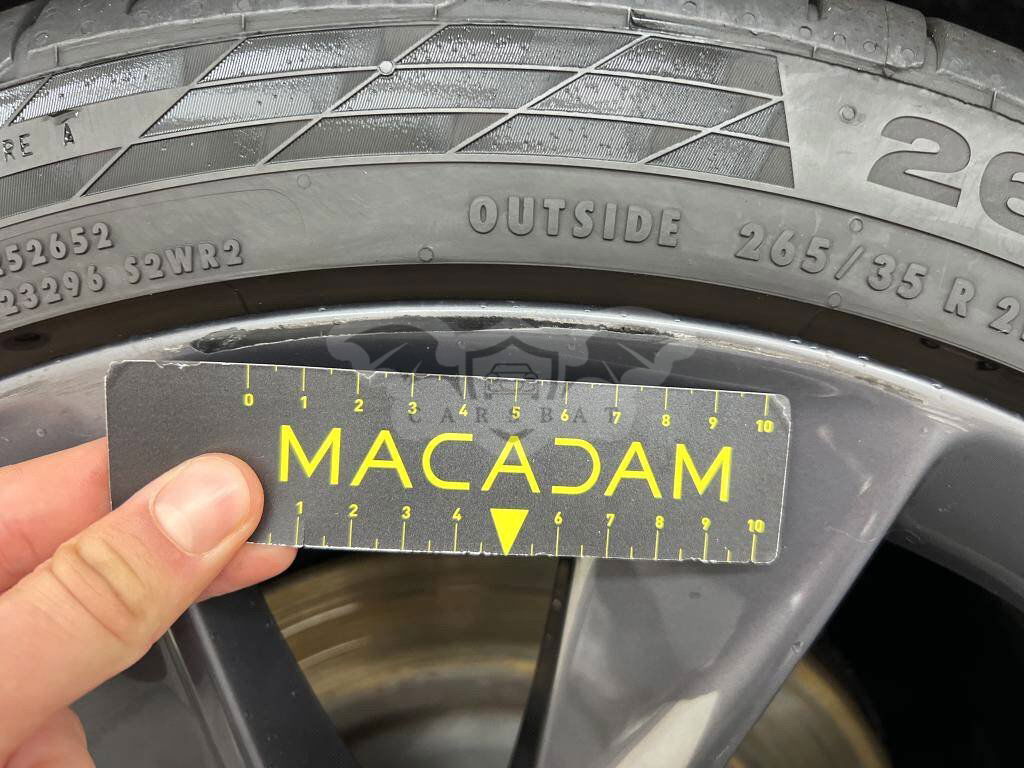 RE A
26
OUTSIDE
265/35 R 2
52652
23296 S2WR2
0 1 2 3 4 5 6 7 8 9 10
CARSBAT
MACADAM
1 2 3 4 6 7 8 9 10